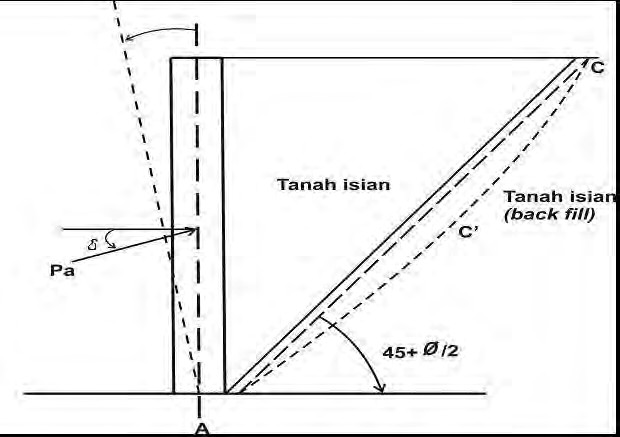 C
Tanah isian
Tanah isian
(back fill)
C'
δ
Pa
45+ Ø/2
A